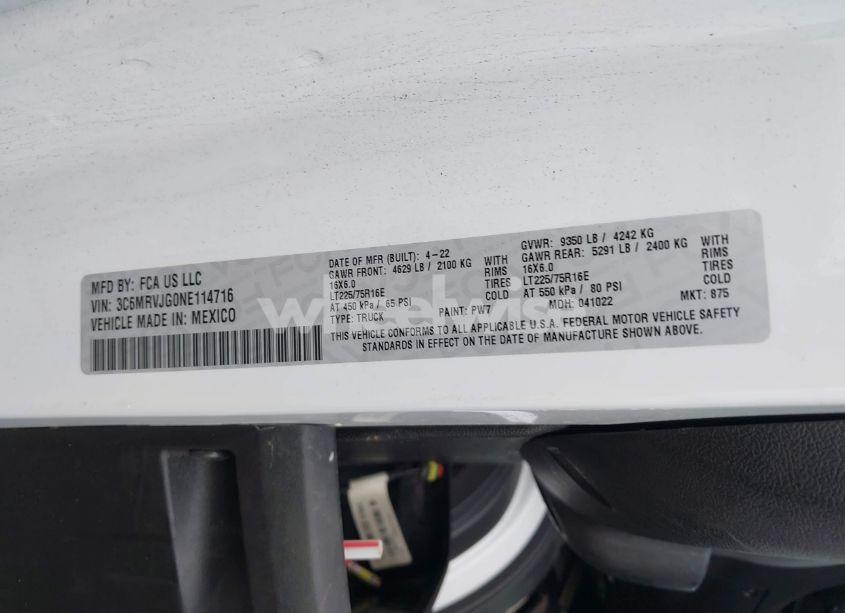 MFD BY: FCA US LLC
VIN: 3C6MRVJG0NE114716
VEHICLE MADE IN: MEXICO
DATE OF MFR (BUILT): 4-22
GAWR FRONT: 4629 LB / 2100 KG WITH
16X6.0 RIMS
LT225/75R16E TIRES
AT 450 kPa / 65 PSI COLD
TYPE: TRUCK PAINT: PW7
GVWR: 9350 LB / 4242 KG
GAWR REAR: 5291 LB / 2400 KG WITH
16X6.0 RIMS
LT225/75R16E TIRES
AT 550 kPa / 80 PSI COLD
MDH: 041022 MKT: 875
THIS VEHICLE CONFORMS TO ALL APPLICABLE U.S.A. FEDERAL MOTOR VEHICLE SAFETY
STANDARDS IN EFFECT ON THE DATE OF MANUFACTURE SHOWN ABOVE.